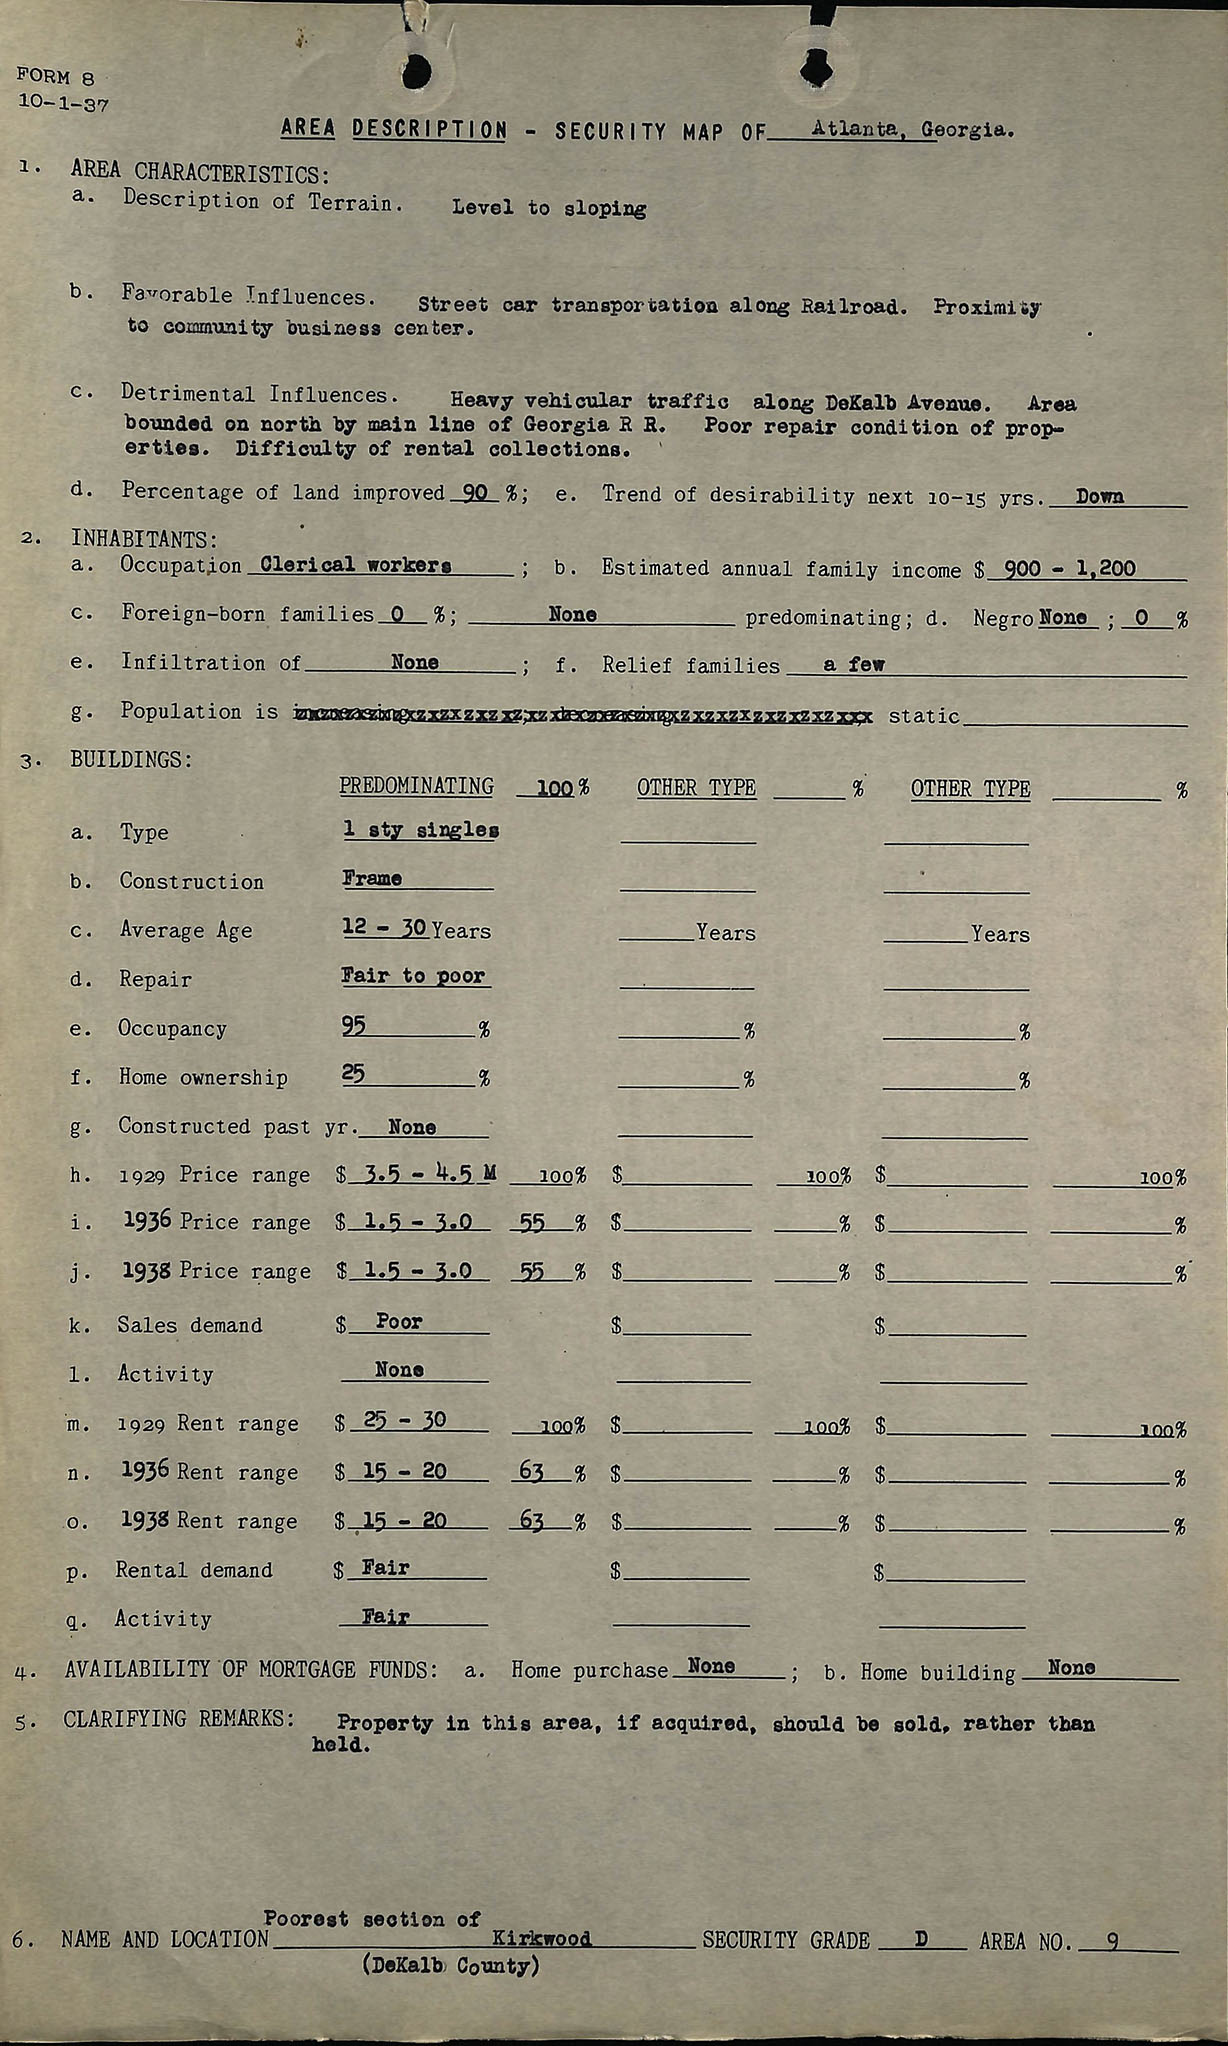 FORM 8
10-1-37
AREA DESCRIPTION - SECURITY MAP OF Atlanta, Georgia.
1. AREA CHARACTERISTICS:
a. Description of Terrain. Level to sloping
b. Favorable Influences. Street car transportation along Railroad. Proximity
to community business center.
c. Detrimental Influences. Heavy vehicular traffic along DeKalb Avenue. Area
bounded on north by main line of Georgia R R. Poor repair condition of prop-
erties. Difficulty of rental collections.
d. Percentage of land improved 90 %; e. Trend of desirability next 10-15 yrs. Down
2. INHABITANTS:
a. Occupation Clerical workers ; b. Estimated annual family income $ 900 - 1,200
c. Foreign-born families 0 %; None predominating; d. Negro None ; 0 %
e. Infiltration of None ; f. Relief families a few
g. Population is static
3. BUILDINGS:
PREDOMINATING 100 % OTHER TYPE % OTHER TYPE %
a. Type 1 sty singles
b. Construction Frame
c. Average Age 12 - 30 Years Years Years
d. Repair Fair to poor
e. Occupancy 95 % % %
f. Home ownership 25 % % %
g. Constructed past yr. None
h. 1929 Price range $ 3.5 - 4.5 M 100% $ 100% $ 100%
i. 1936 Price range $ 1.5 - 3.0 55 % $ % $ %
j. 1938 Price range $ 1.5 - 3.0 55 % $ % $ %
k. Sales demand $ Poor $ $
l. Activity None
m. 1929 Rent range $ 25 - 30 100% $ 100% $ 100%
n. 1936 Rent range $ 15 - 20 63 % $ % $ %
o. 1938 Rent range $ 15 - 20 63 % $ % $ %
p. Rental demand $ Fair $ $
q. Activity Fair
4. AVAILABILITY OF MORTGAGE FUNDS: a. Home purchase None ; b. Home building None
5. CLARIFYING REMARKS: Property in this area, if acquired, should be sold, rather than
held.
Poorest section of
6. NAME AND LOCATION Kirkwood SECURITY GRADE D AREA NO. 9
(DeKalb County)